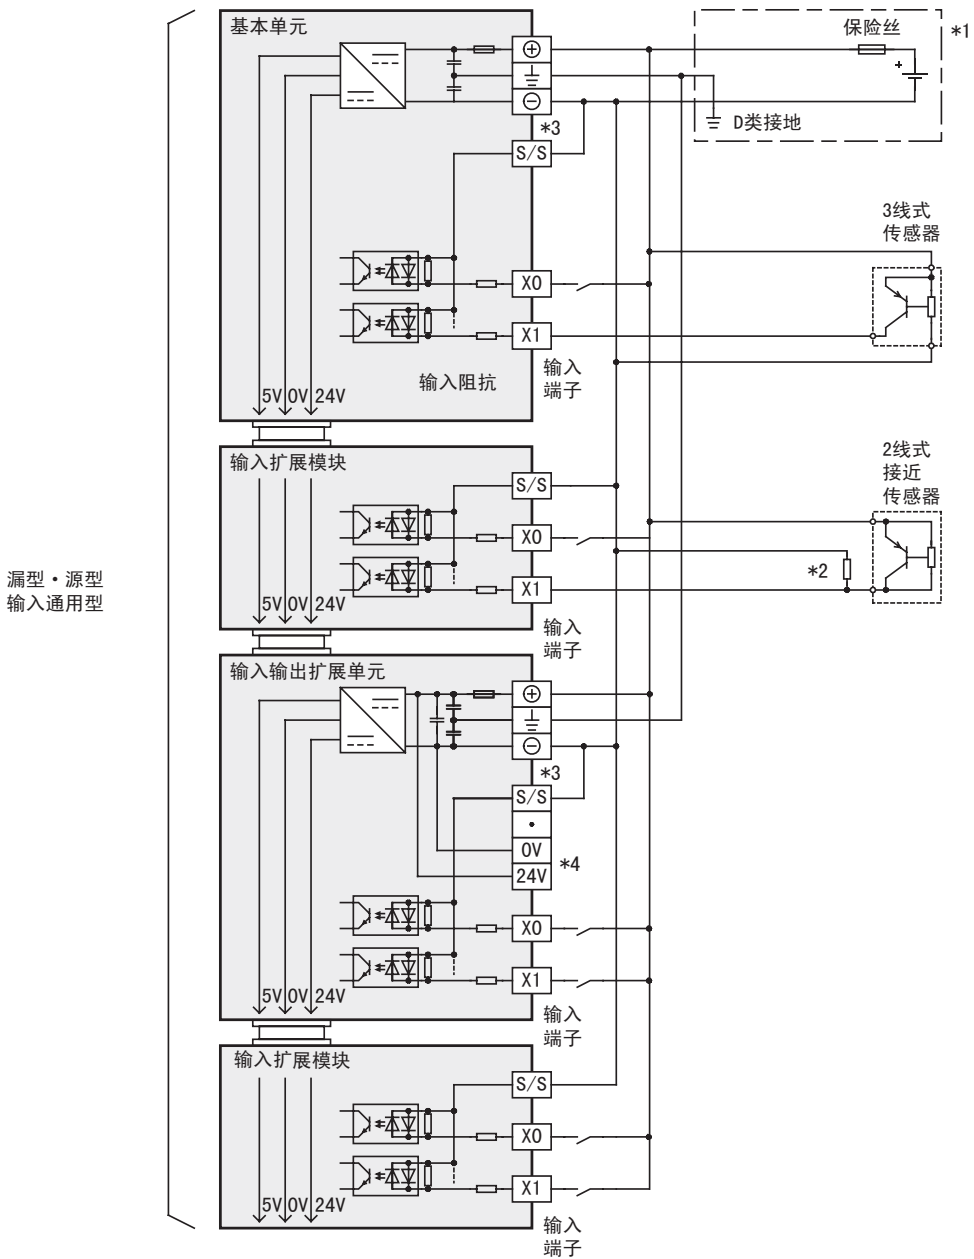 基本单元
保险丝
*1
+
D类接地
*3
S/S
3线式
传感器
X0
X1
输入阻抗
输入
端子
5V 0V 24V
输入扩展模块
2线式
接近
传感器
S/S
X0
*2
X1
5V 0V 24V
输入
端子
漏型・源型
输入通用型
输入输出扩展单元
*3
S/S
•
0V
*4
24V
X0
X1
5V 0V 24V
输入
端子
输入扩展模块
S/S
X0
X1
5V 0V 24V
输入
端子